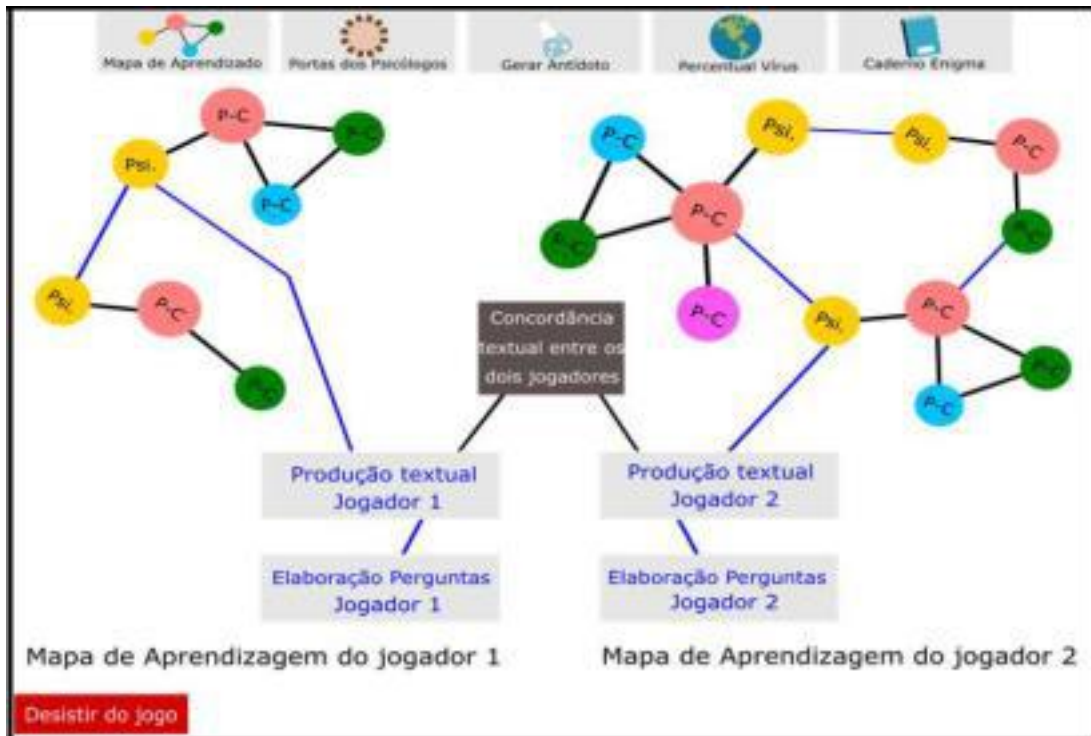 Mapa de Aprendizado
Portas dos Psicólogos
Gerar Antídoto
Percentual Vírus
Caderno Enigma
P-C
P-C
Psi.
P-C
Psi.
P-C
P-C
P-C
Psi.
Psi.
P-C
P-C
P-C
P-C
P-C
Psi.
P-C
P-C
P-C
Concordância
textual entre os
dois jogadores
Produção textual
Jogador 1
Produção textual
Jogador 2
Elaboração Perguntas
Jogador 1
Elaboração Perguntas
Jogador 2
Mapa de Aprendizagem do jogador 1
Mapa de Aprendizagem do jogador 2
Desistir do jogo